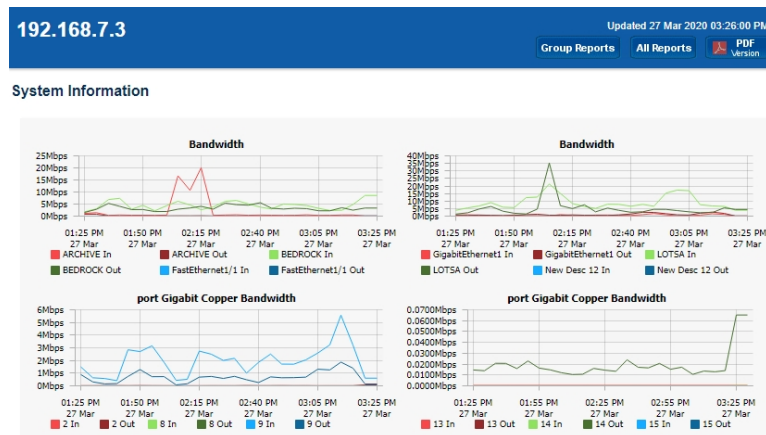 192.168.7.3
Updated 27 Mar 2020 03:26:00 PM
Group Reports All Reports PDF Version
System Information
Bandwidth
25Mbps
20Mbps
15Mbps
10Mbps
5Mbps
0Mbps
01:25 PM 01:50 PM 02:15 PM 02:40 PM 03:05 PM 03:25 PM
27 Mar 27 Mar 27 Mar 27 Mar 27 Mar 27 Mar
ARCHIVE In ARCHIVE Out BEDROCK In
BEDROCK Out FastEthernet1/1 In FastEthernet1/1 Out
Bandwidth
40Mbps
35Mbps
30Mbps
25Mbps
20Mbps
15Mbps
10Mbps
5Mbps
0Mbps
01:25 PM 01:50 PM 02:15 PM 02:40 PM 03:05 PM 03:25 PM
27 Mar 27 Mar 27 Mar 27 Mar 27 Mar 27 Mar
GigabitEthernet1 In GigabitEthernet1 Out LOTSA In
LOTSA Out New Desc 12 In New Desc 12 Out
port Gigabit Copper Bandwidth
6Mbps
5Mbps
4Mbps
3Mbps
2Mbps
1Mbps
0Mbps
01:25 PM 01:50 PM 02:15 PM 02:40 PM 03:05 PM 03:25 PM
27 Mar 27 Mar 27 Mar 27 Mar 27 Mar 27 Mar
2 In 2 Out 8 In 8 Out 9 In 9 Out
port Gigabit Copper Bandwidth
0.0700Mbps
0.0600Mbps
0.0500Mbps
0.0400Mbps
0.0300Mbps
0.0200Mbps
0.0100Mbps
0.0000Mbps
01:25 PM 01:55 PM 02:25 PM 02:55 PM 03:25 PM
27 Mar 27 Mar 27 Mar 27 Mar 27 Mar
13 In 13 Out 14 In 14 Out 15 In 15 Out